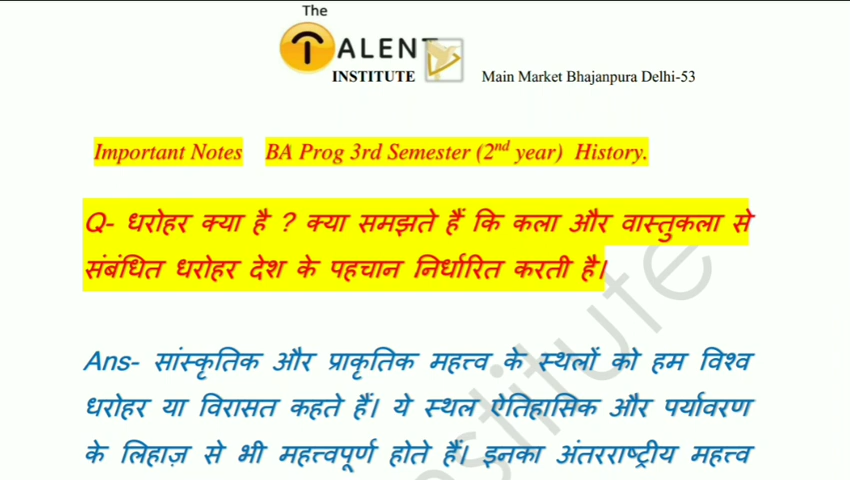 The
TALENT
INSTITUTE Main Market Bhajanpura Delhi-53
Important Notes BA Prog 3rd Semester (2nd year) History.
Q- धरोहर क्या है ? क्या समझते हैं कि कला और वास्तुकला से
संबंधित धरोहर देश के पहचान निर्धारित करती है।
Ans- सांस्कृतिक और प्राकृतिक महत्त्व के स्थलों को हम विश्व
धरोहर या विरासत कहते हैं। ये स्थल ऐतिहासिक और पर्यावरण
के लिहाज़ से भी महत्त्वपूर्ण होते हैं। इनका अंतरराष्ट्रीय महत्त्व
estitute